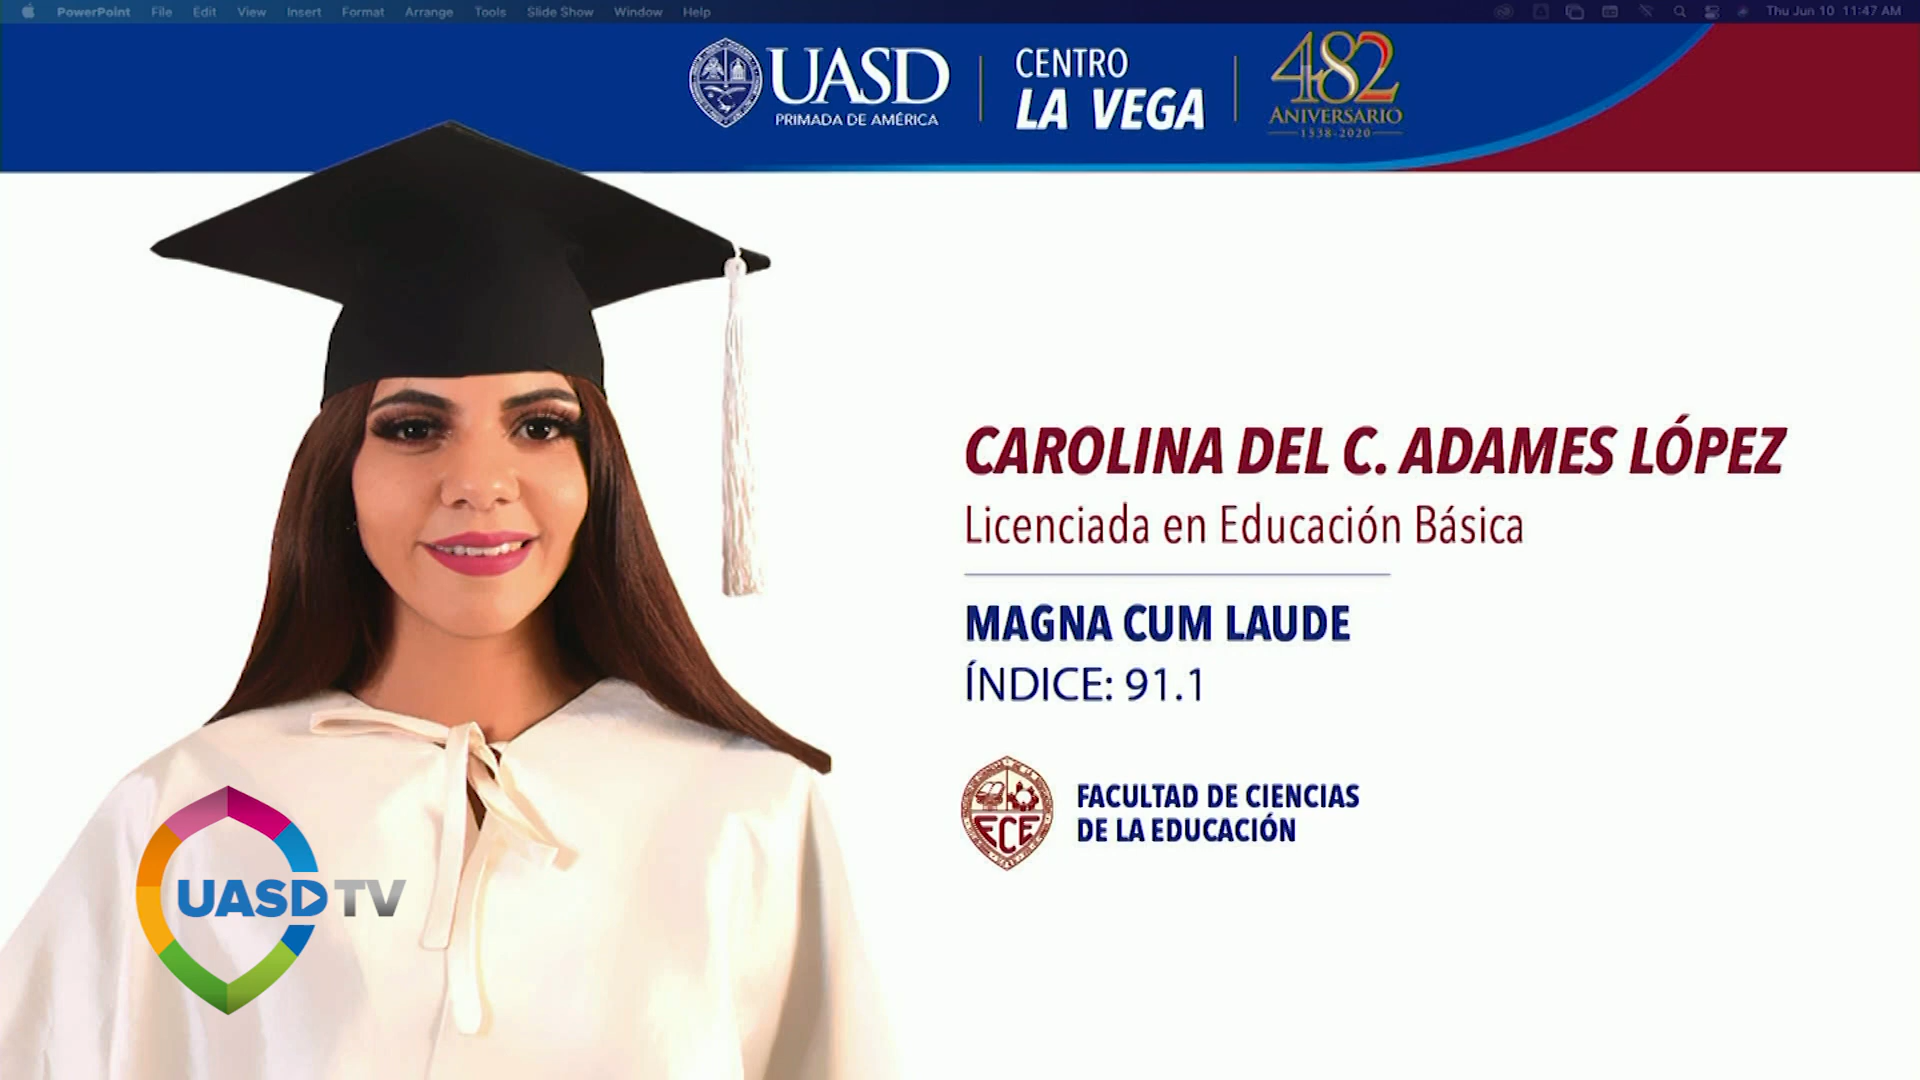 PowerPoint File Edit View Insert Format Arrange Tools Slide Show Window Help Thu Jun 10 11:47 AM
UASD
PRIMADA DE AMÉRICA
CENTRO
LA VEGA
482
ANIVERSARIO
1538-2020
CAROLINA DEL C. ADAMES LÓPEZ
Licenciada en Educación Básica
MAGNA CUM LAUDE
ÍNDICE: 91.1
FCE
FACULTAD DE CIENCIAS
DE LA EDUCACIÓN
UASD TV